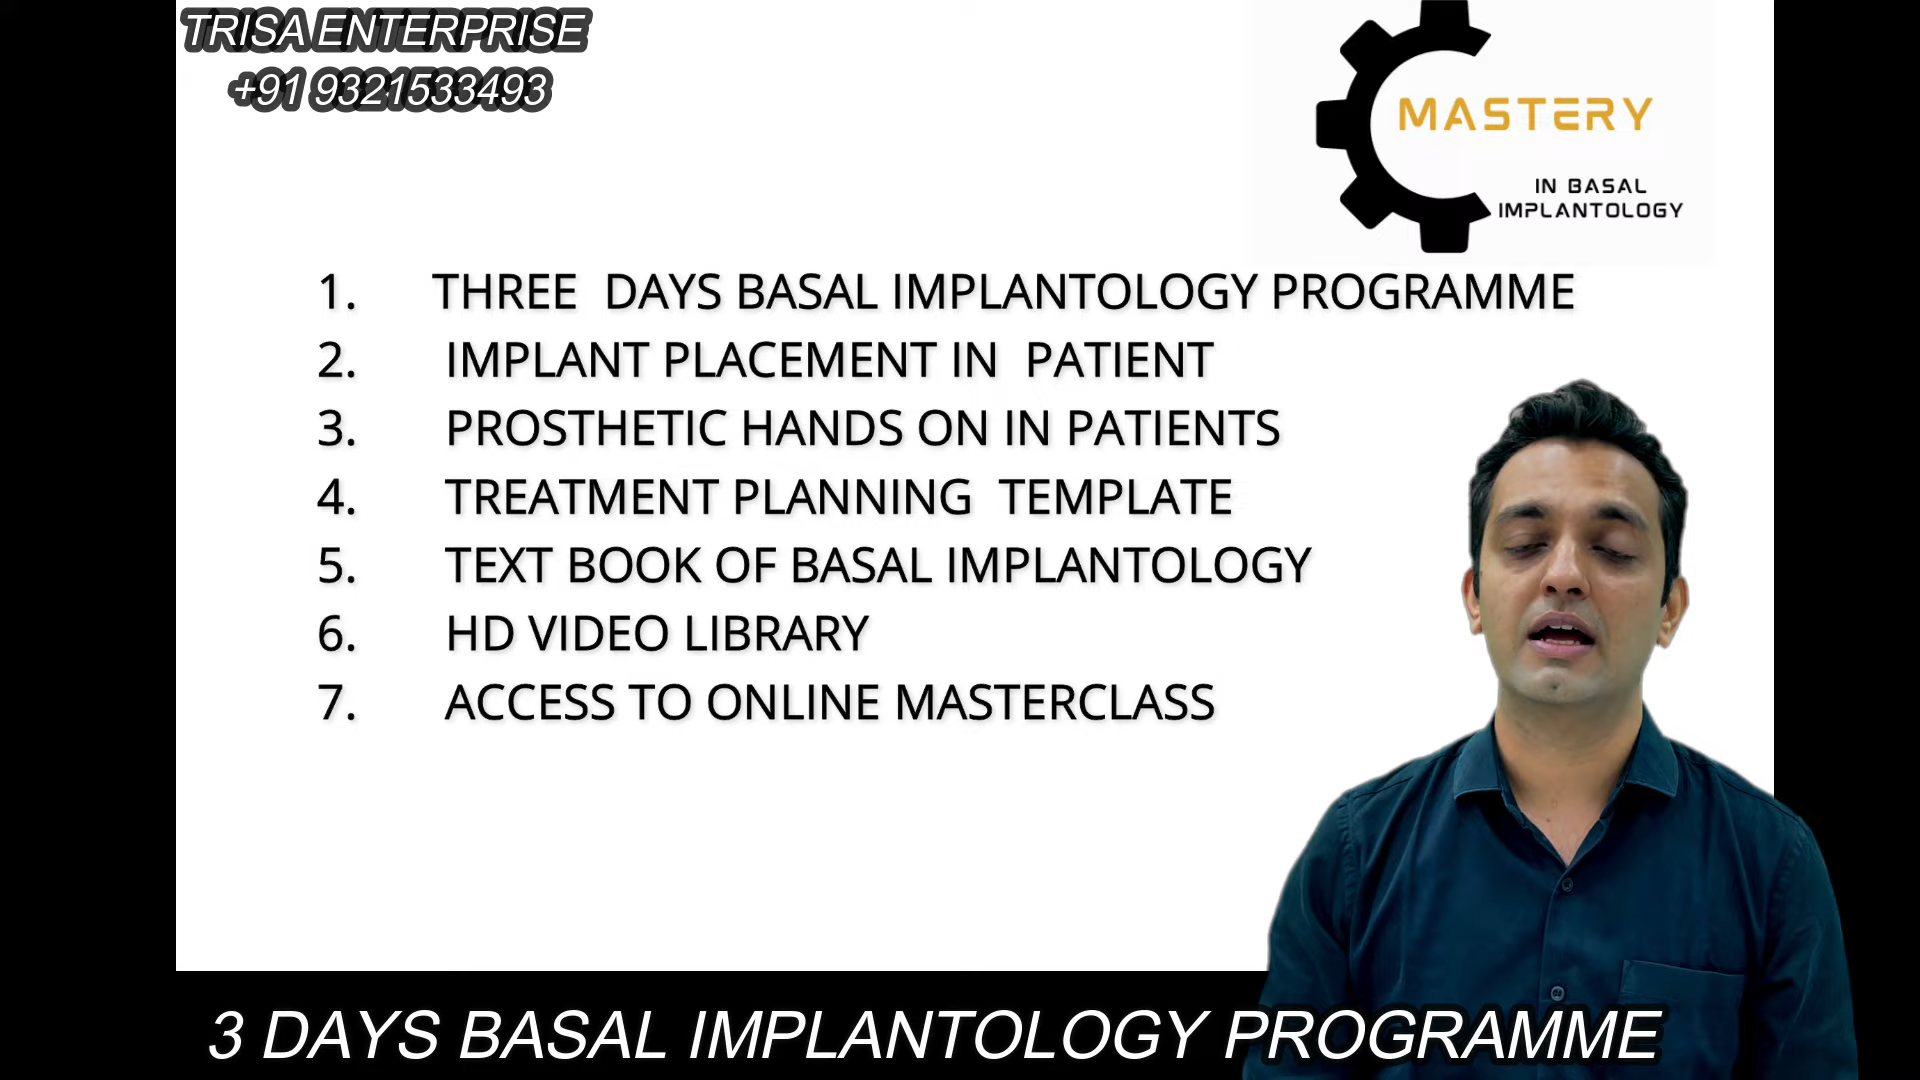 TRISA ENTERPRISE
+91 9321533493
MASTERY
IN BASAL
IMPLANTOLOGY
1. THREE DAYS BASAL IMPLANTOLOGY PROGRAMME
2. IMPLANT PLACEMENT IN PATIENT
3. PROSTHETIC HANDS ON IN PATIENTS
4. TREATMENT PLANNING TEMPLATE
5. TEXT BOOK OF BASAL IMPLANTOLOGY
6. HD VIDEO LIBRARY
7. ACCESS TO ONLINE MASTERCLASS
3 DAYS BASAL IMPLANTOLOGY PROGRAMME